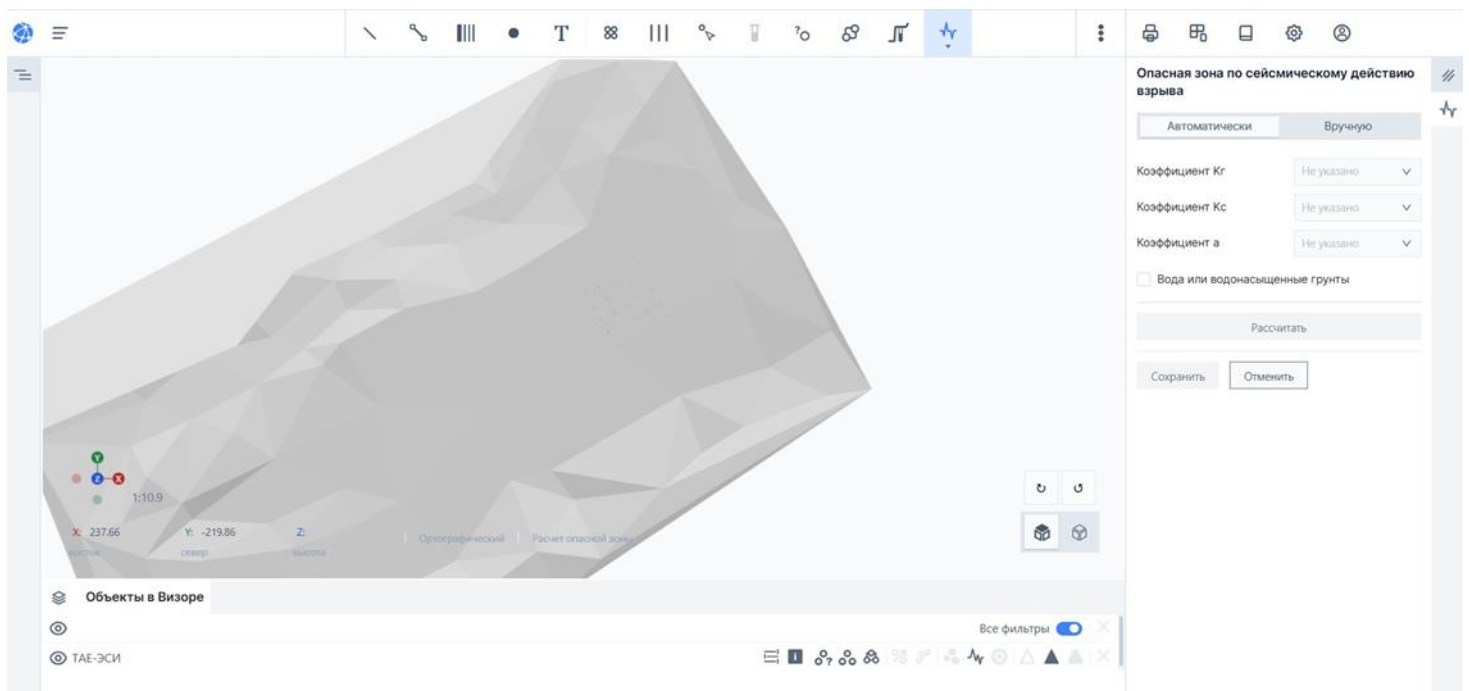 T
?
Опасная зона по сейсмическому действию
взрыва
Автоматически Вручную
Коэффициент Кг Не указано
Коэффициент Кс Не указано
Коэффициент а Не указано
Вода или водонасыщенные грунты
Рассчитать
Сохранить Отменить
Y
Z X
1:10.9
X: 237.66 Y: -219.86 Z:
восток север высота
Ортографический Расчет опасной зоны
Объекты в Визоре
Все фильтры
ТАЕ-ЭСИ